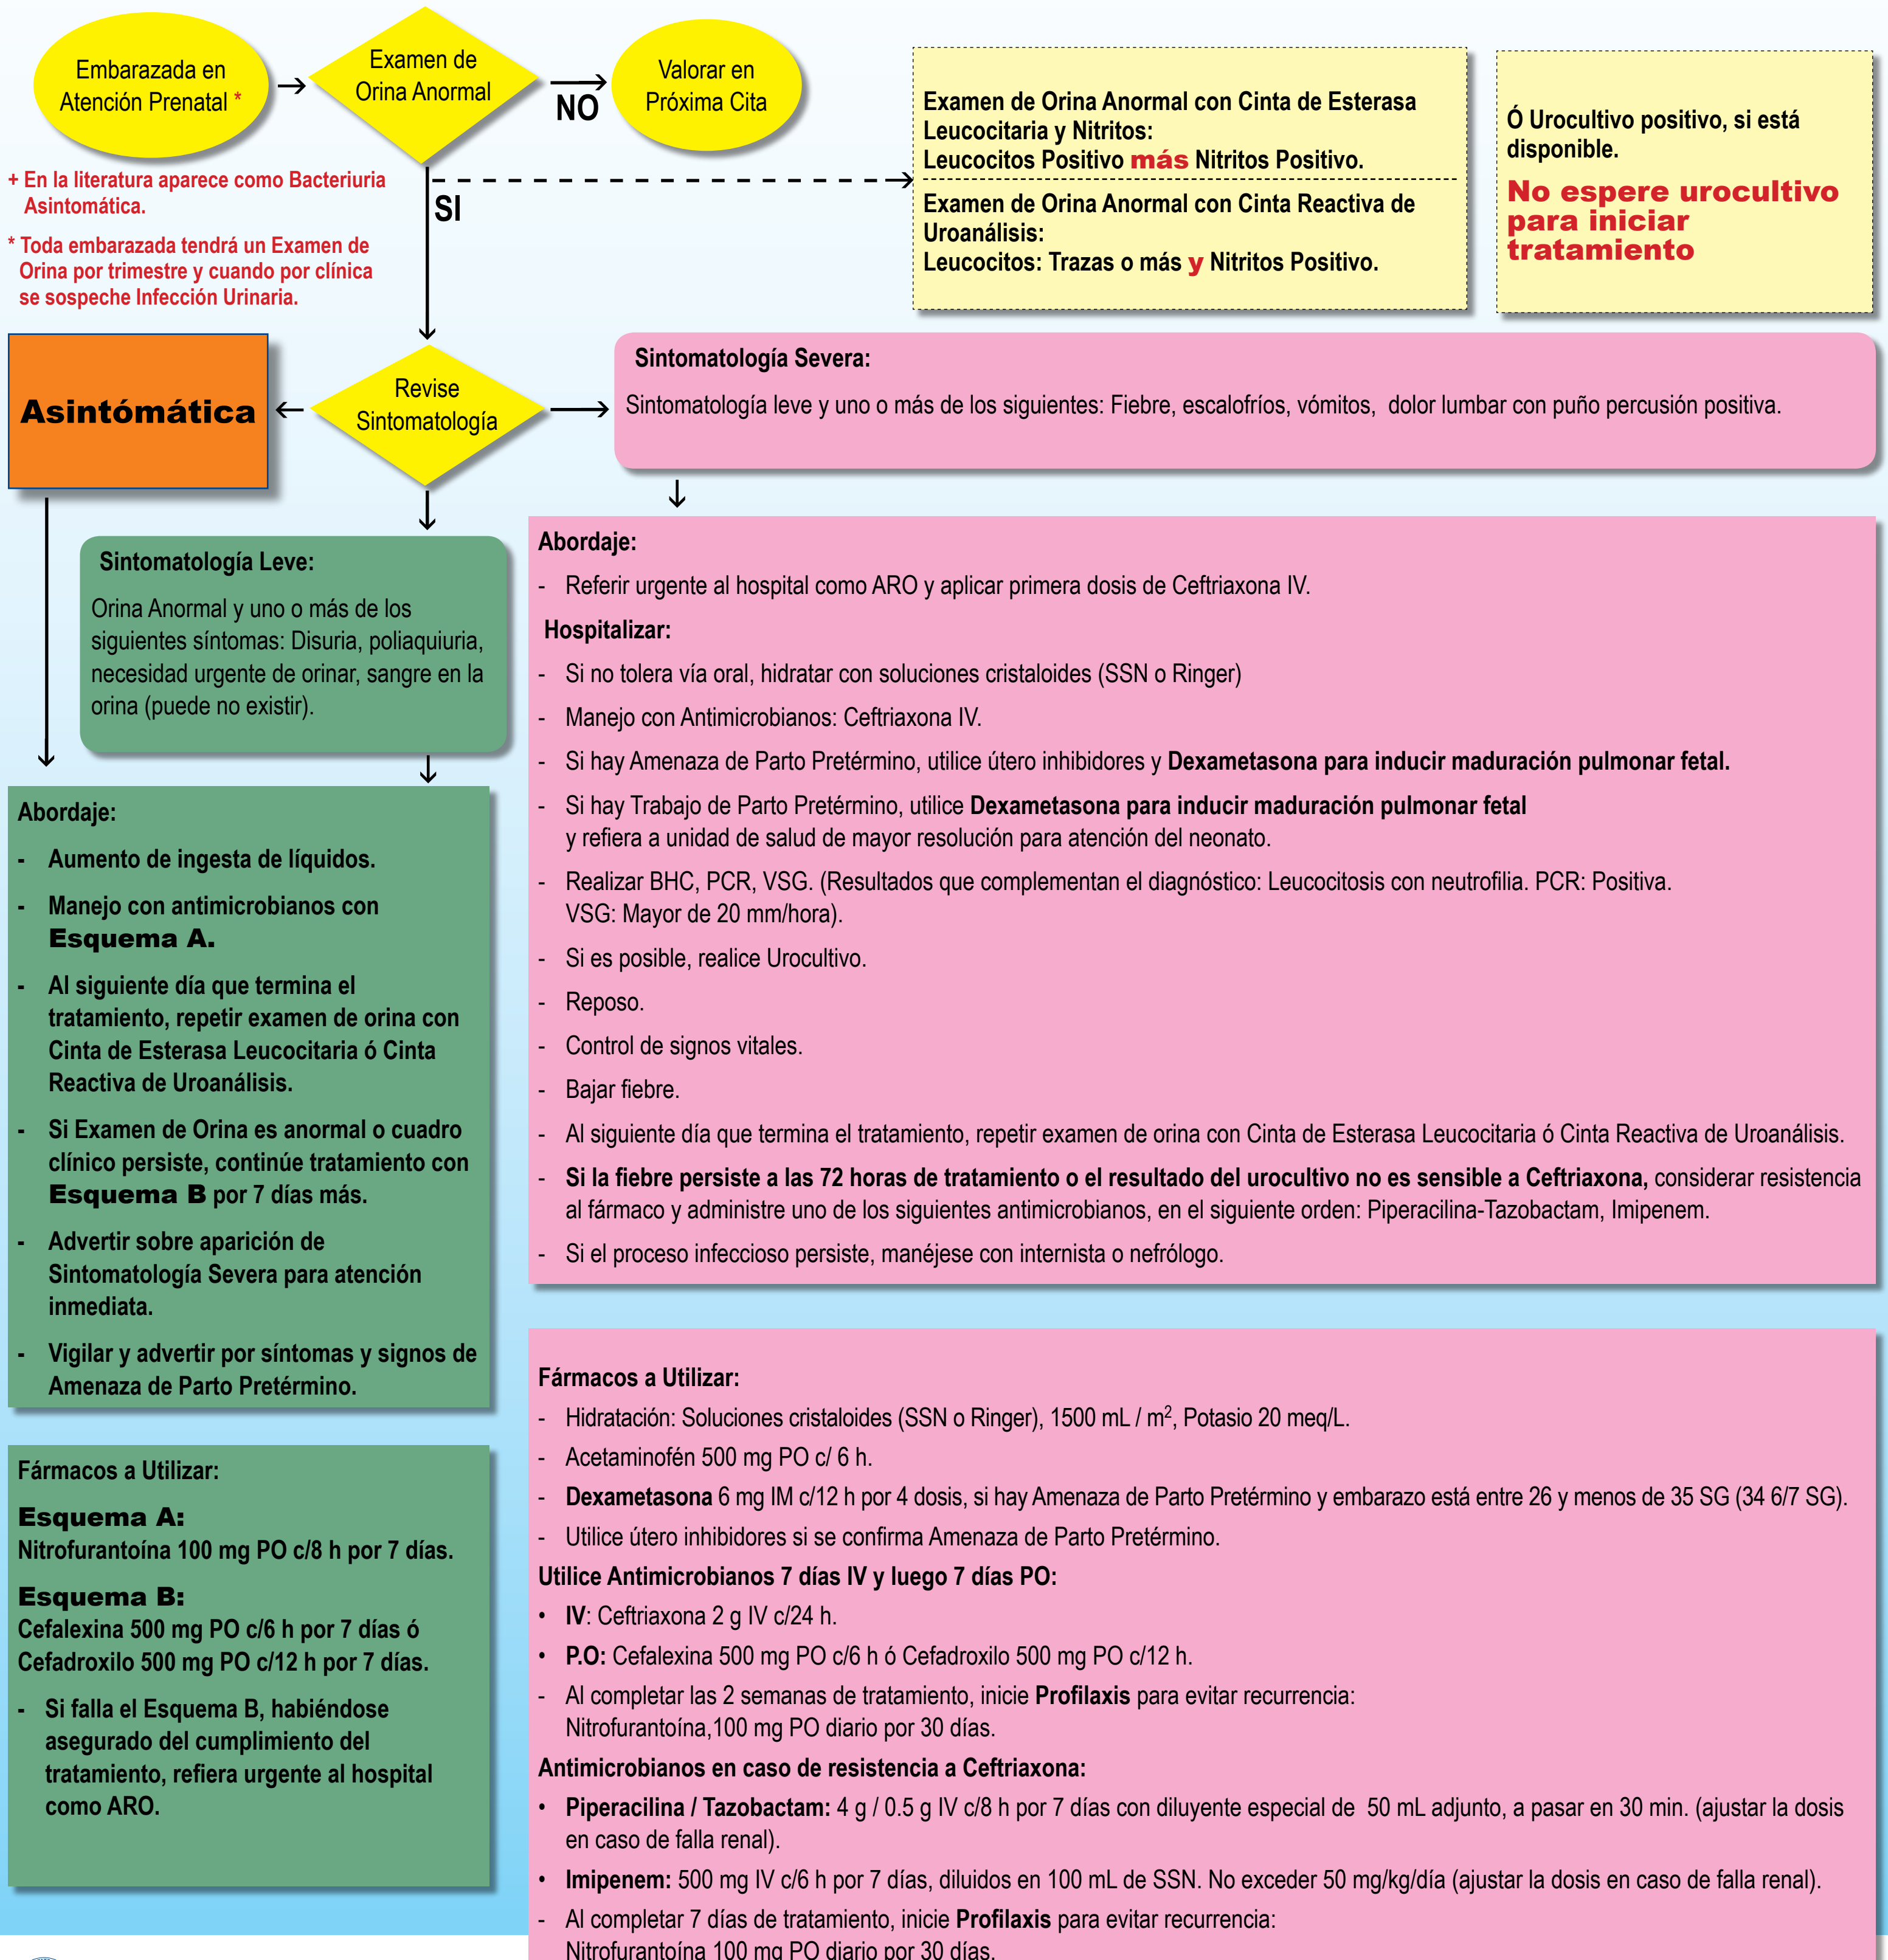 Embarazada en
Atención Prenatal *
Examen de
Orina Anormal
NO
Valorar en
Próxima Cita
Examen de Orina Anormal con Cinta de Esterasa
Leucocitaria y Nitritos:
Leucocitos Positivo más Nitritos Positivo.
Examen de Orina Anormal con Cinta Reactiva de
Uroanálisis:
Leucocitos: Trazas o más y Nitritos Positivo.
Ó Urocultivo positivo, si está
disponible.
No espere urocultivo
para iniciar
tratamiento
+ En la literatura aparece como Bacteriuria
Asintomática.
* Toda embarazada tendrá un Examen de
Orina por trimestre y cuando por clínica
se sospeche Infección Urinaria.
SI
Asintómática
Revise
Sintomatología
Sintomatología Severa:
Sintomatología leve y uno o más de los siguientes: Fiebre, escalofríos, vómitos, dolor lumbar con puño percusión positiva.
Sintomatología Leve:
Orina Anormal y uno o más de los
siguientes síntomas: Disuria, poliaquiuria,
necesidad urgente de orinar, sangre en la
orina (puede no existir).
Abordaje:
- Aumento de ingesta de líquidos.
- Manejo con antimicrobianos con
Esquema A.
- Al siguiente día que termina el
tratamiento, repetir examen de orina con
Cinta de Esterasa Leucocitaria ó Cinta
Reactiva de Uroanálisis.
- Si Examen de Orina es anormal o cuadro
clínico persiste, continúe tratamiento con
Esquema B por 7 días más.
- Advertir sobre aparición de
Sintomatología Severa para atención
inmediata.
- Vigilar y advertir por síntomas y signos de
Amenaza de Parto Pretérmino.
Fármacos a Utilizar:
Esquema A:
Nitrofurantoína 100 mg PO c/8 h por 7 días.
Esquema B:
Cefalexina 500 mg PO c/6 h por 7 días ó
Cefadroxilo 500 mg PO c/12 h por 7 días.
- Si falla el Esquema B, habiéndose
asegurado del cumplimiento del
tratamiento, refiera urgente al hospital
como ARO.
Abordaje:
- Referir urgente al hospital como ARO y aplicar primera dosis de Ceftriaxona IV.
Hospitalizar:
- Si no tolera vía oral, hidratar con soluciones cristaloides (SSN o Ringer)
- Manejo con Antimicrobianos: Ceftriaxona IV.
- Si hay Amenaza de Parto Pretérmino, utilice útero inhibidores y Dexametasona para inducir maduración pulmonar fetal.
- Si hay Trabajo de Parto Pretérmino, utilice Dexametasona para inducir maduración pulmonar fetal
y refiera a unidad de salud de mayor resolución para atención del neonato.
- Realizar BHC, PCR, VSG. (Resultados que complementan el diagnóstico: Leucocitosis con neutrofilia. PCR: Positiva.
VSG: Mayor de 20 mm/hora).
- Si es posible, realice Urocultivo.
- Reposo.
- Control de signos vitales.
- Bajar fiebre.
- Al siguiente día que termina el tratamiento, repetir examen de orina con Cinta de Esterasa Leucocitaria ó Cinta Reactiva de Uroanálisis.
- Si la fiebre persiste a las 72 horas de tratamiento o el resultado del urocultivo no es sensible a Ceftriaxona, considerar resistencia
al fármaco y administre uno de los siguientes antimicrobianos, en el siguiente orden: Piperacilina-Tazobactam, Imipenem.
- Si el proceso infeccioso persiste, manéjese con internista o nefrólogo.
Fármacos a Utilizar:
- Hidratación: Soluciones cristaloides (SSN o Ringer), 1500 mL / m², Potasio 20 meq/L.
- Acetaminofén 500 mg PO c/ 6 h.
- Dexametasona 6 mg IM c/12 h por 4 dosis, si hay Amenaza de Parto Pretérmino y embarazo está entre 26 y menos de 35 SG (34 6/7 SG).
- Utilice útero inhibidores si se confirma Amenaza de Parto Pretérmino.
Utilice Antimicrobianos 7 días IV y luego 7 días PO:
• IV: Ceftriaxona 2 g IV c/24 h.
• P.O: Cefalexina 500 mg PO c/6 h ó Cefadroxilo 500 mg PO c/12 h.
- Al completar las 2 semanas de tratamiento, inicie Profilaxis para evitar recurrencia:
Nitrofurantoína,100 mg PO diario por 30 días.
Antimicrobianos en caso de resistencia a Ceftriaxona:
• Piperacilina / Tazobactam: 4 g / 0.5 g IV c/8 h por 7 días con diluyente especial de 50 mL adjunto, a pasar en 30 min. (ajustar la dosis
en caso de falla renal).
• Imipenem: 500 mg IV c/6 h por 7 días, diluidos en 100 mL de SSN. No exceder 50 mg/kg/día (ajustar la dosis en caso de falla renal).
- Al completar 7 días de tratamiento, inicie Profilaxis para evitar recurrencia:
Nitrofurantoína 100 mg PO diario por 30 días.